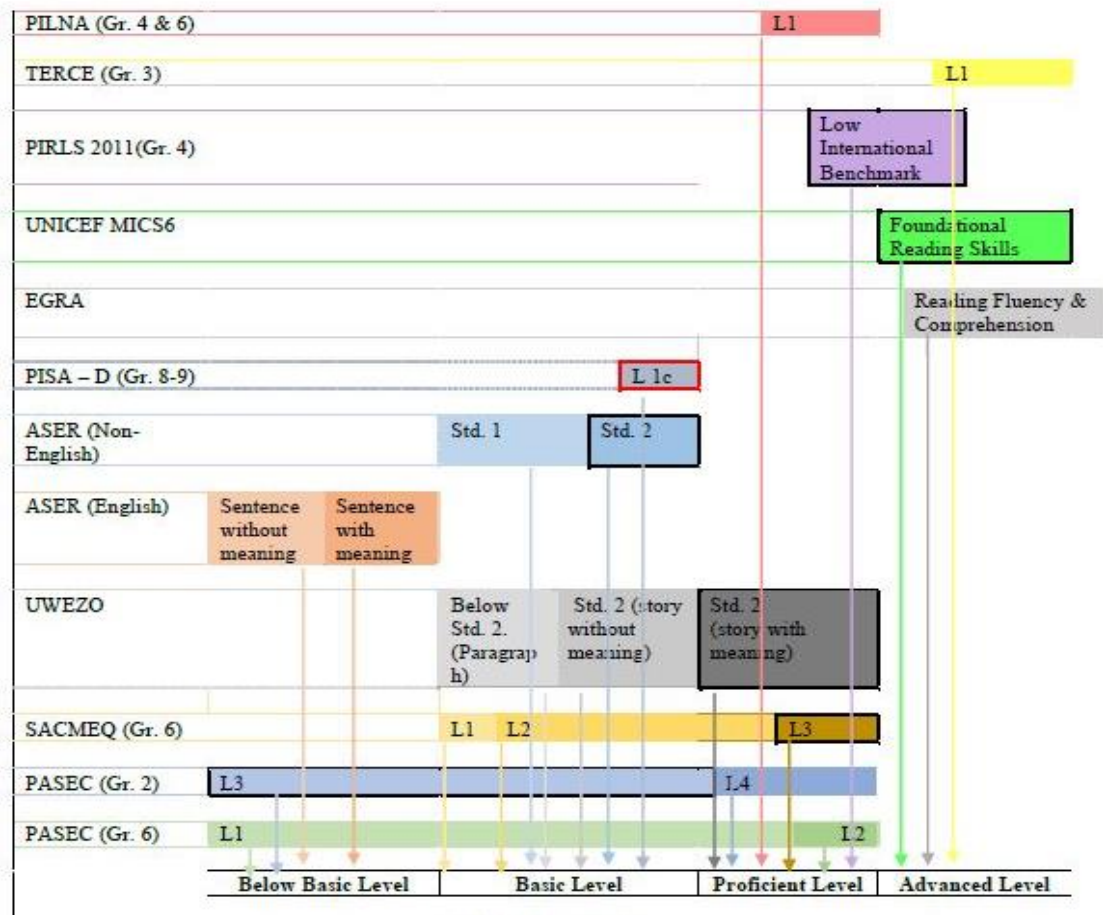 PILNA (Gr. 4 & 6)
L1
TERCE (Gr. 3)
L1
PIRLS 2011(Gr. 4)
Low
International
Benchmark
UNICEF MICS6
Foundational
Reading Skills
EGRA
Reading Fluency &
Comprehension
PISA – D (Gr. 8-9)
L 1c
ASER (Non-
English)
Std. 1
Std. 2
ASER (English)
Sentence
without
meaning
Sentence
with
meaning
UWEZO
Below
Std. 2.
(Paragrap
h)
Std. 2 (story
without
meaning)
Std. 2
(story with
meaning)
SACMEQ (Gr. 6)
L1
L2
L3
PASEC (Gr. 2)
L3
L4
PASEC (Gr. 6)
L1
L2
Below Basic Level
Basic Level
Proficient Level
Advanced Level